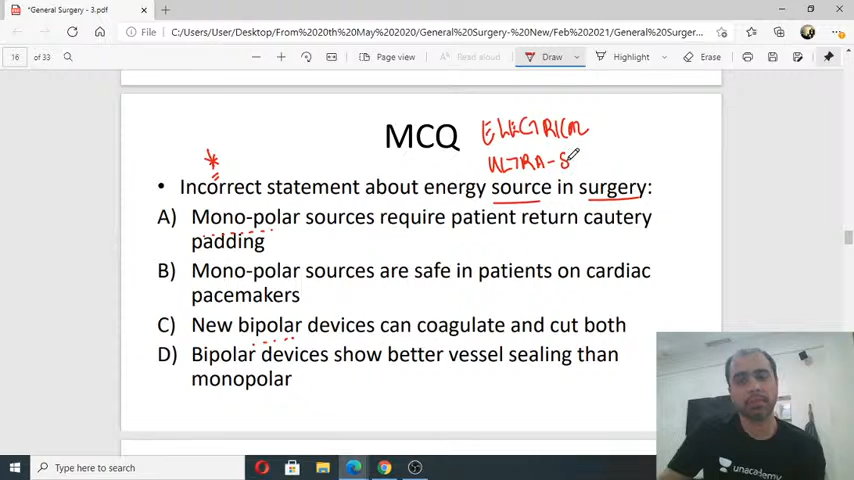 *General Surgery - 3.pdf
File
C:/Users/User/Desktop/From%2020th%20May%202020/General%20Surgery-%20New/Feb%202021/General%20Surge...
16 of 33
Page view
Read aloud
Draw
Highlight
Erase
MCQ
ELECTRICAL
ULTRA-S
• Incorrect statement about energy source in surgery:
A) Mono-polar sources require patient return cautery
padding
B) Mono-polar sources are safe in patients on cardiac
pacemakers
C) New bipolar devices can coagulate and cut both
D) Bipolar devices show better vessel sealing than
monopolar
unacademy
Type here to search